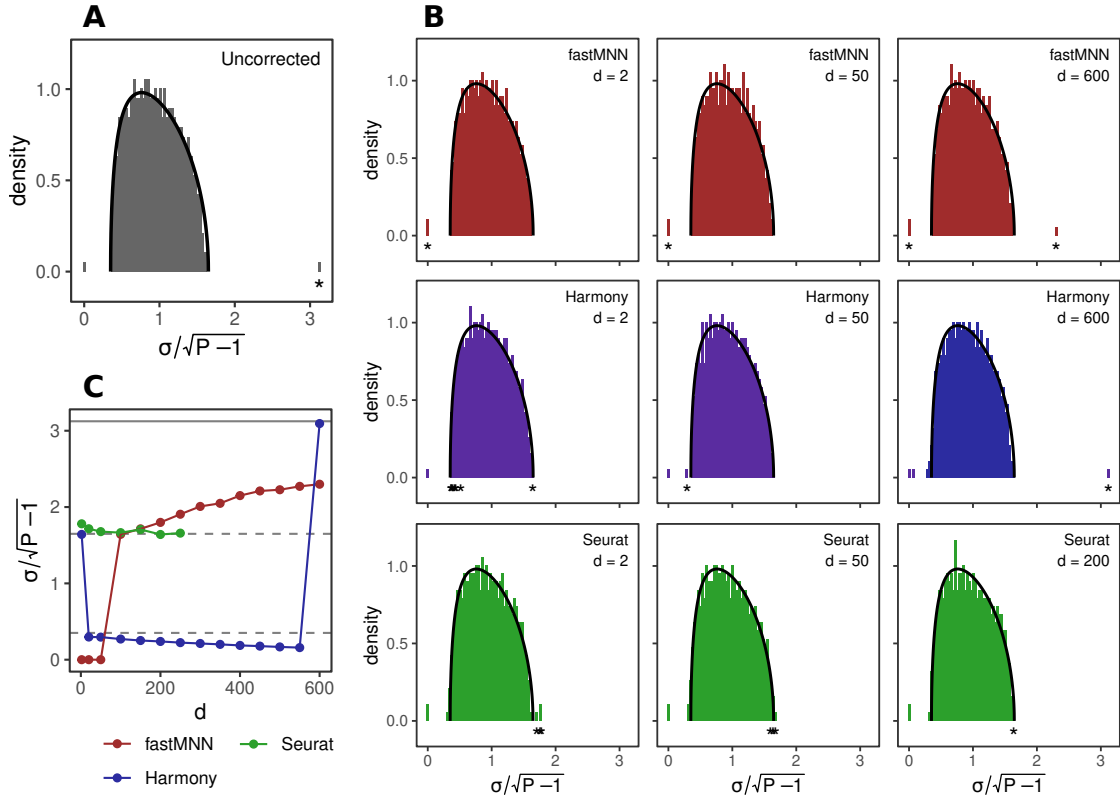 A
Uncorrected
density
1.0
0.5
0.0
*
0 1 2 3
σ/√P − 1
B
fastMNN
d = 2
fastMNN
d = 50
fastMNN
d = 600
density
1.0
0.5
0.0
* * * *
Harmony
d = 2
Harmony
d = 50
Harmony
d = 600
density
1.0
0.5
0.0
Seurat
d = 2
Seurat
d = 50
Seurat
d = 200
density
1.0
0.5
0.0
*
0 1 2 3
0 1 2 3
0 1 2 3
σ/√P − 1
σ/√P − 1
σ/√P − 1
C
σ/√P − 1
3
2
1
0
0 200 400 600
d
fastMNN
Seurat
Harmony